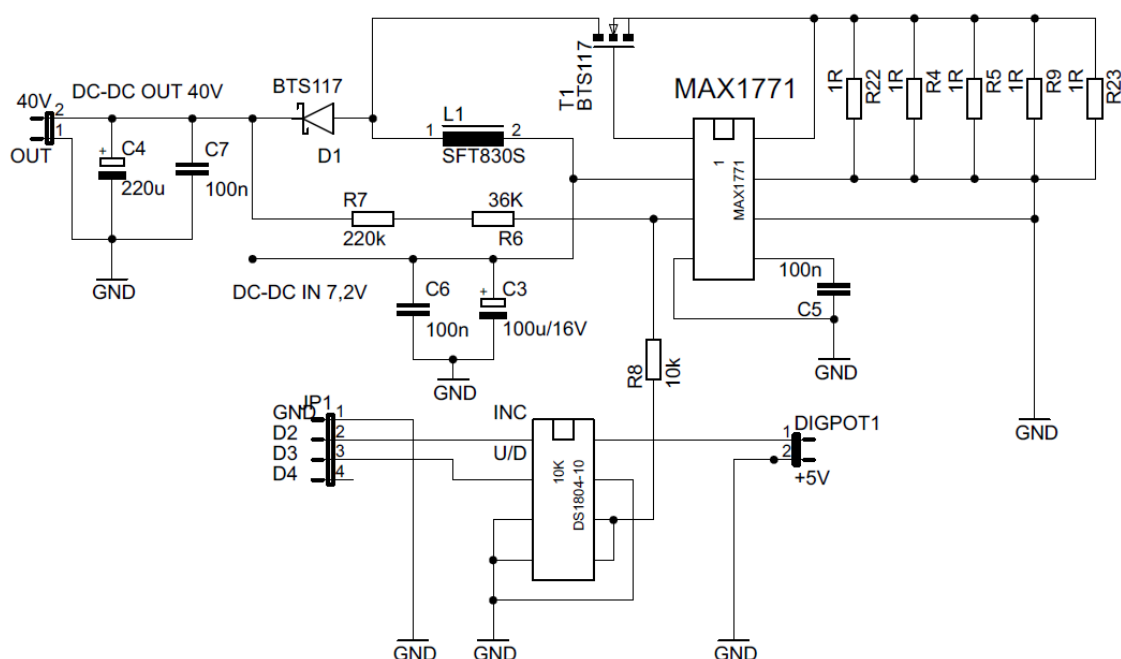 DC-DC OUT 40V
40V
2
1
OUT
C4
+
220u
C7
100n
GND
BTS117
D1
L1
1
2
SFT830S
T1
BTS117
MAX1771
1
MAX1771
1R
R22
1R
R4
1R
R5
1R
R9
1R
R23
R7
220k
36K
R6
DC-DC IN 7,2V
C6
100n
+
C3
100u/16V
GND
100n
C5
GND
R8
10k
GND
JP1
GND
1
D2
2
D3
3
D4
4
INC
U/D
10K
DS1804-10
DIGPOT1
1
2
+5V
GND
GND
GND